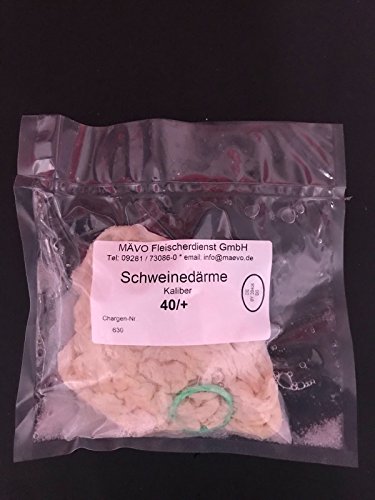 MÄVO Fleischerdienst GmbH
Tel: 09281 / 73086-0 * email: info@maevo.de
Schweinedärme
Kaliber
40/+
Chargen-Nr.
630